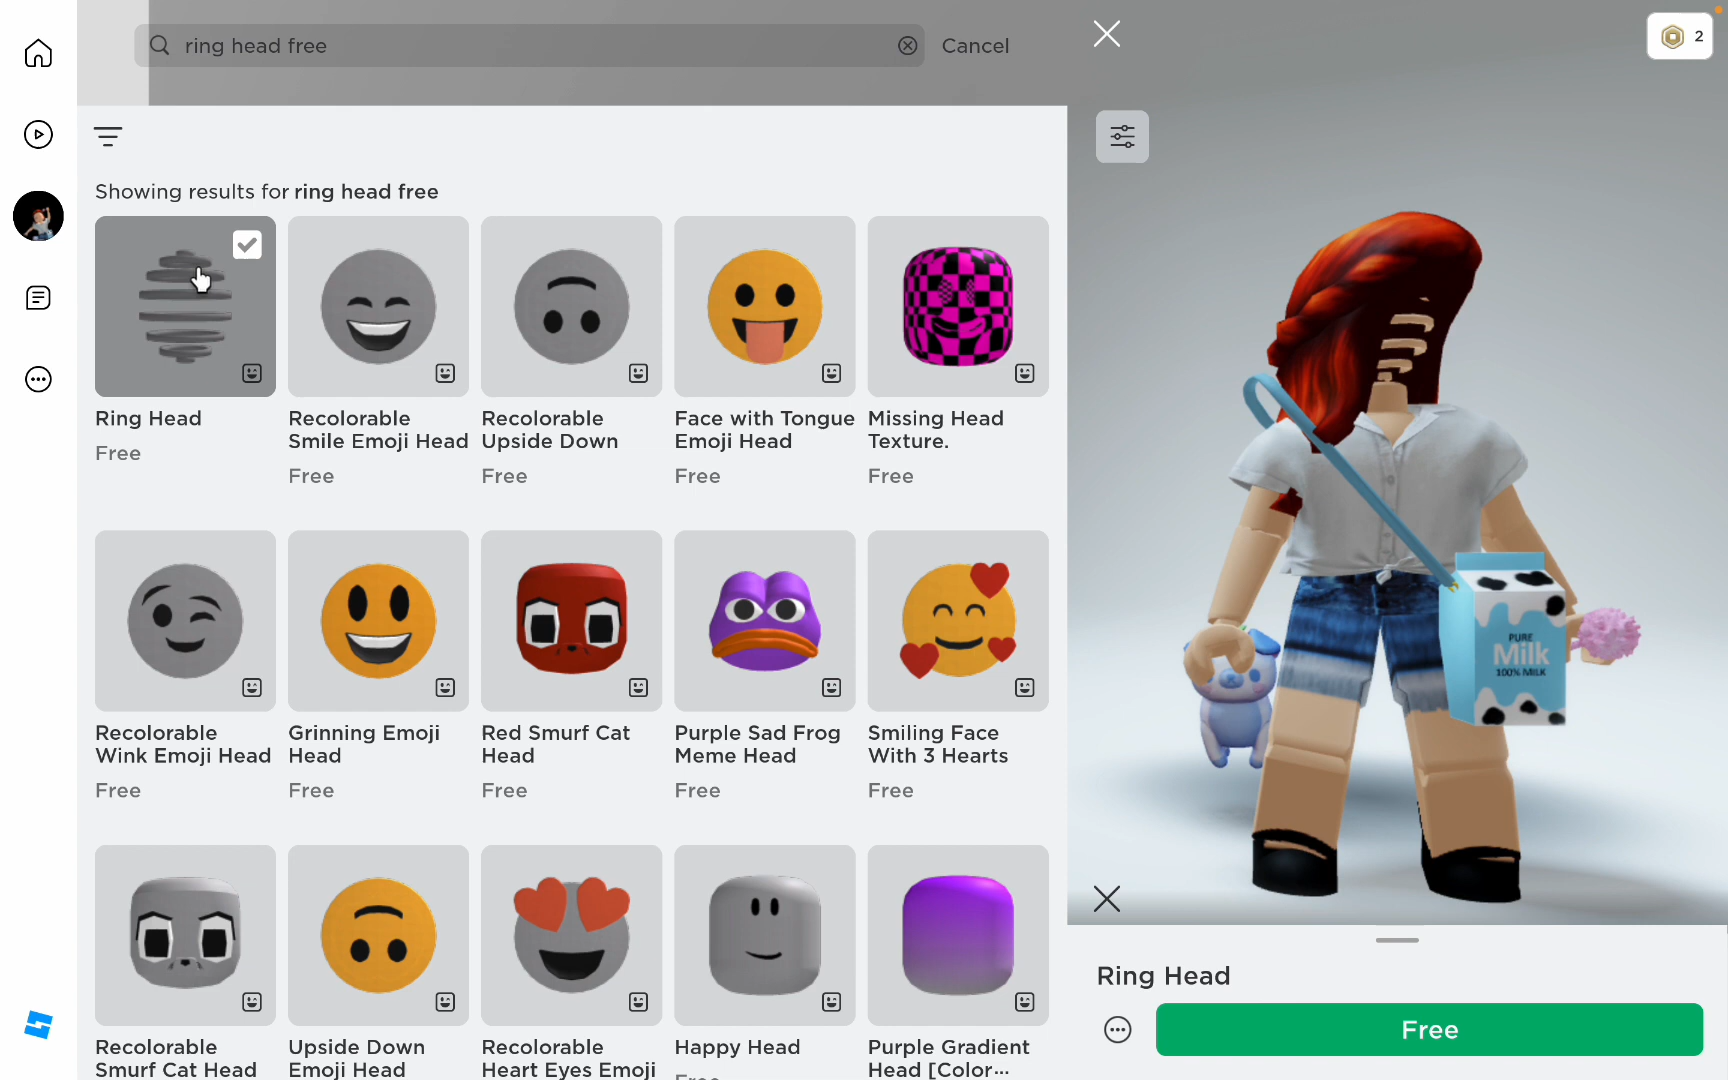 ring head free
Cancel
2
Showing results for ring head free
Ring Head
Free
Recolorable
Smile Emoji Head
Free
Recolorable
Upside Down
Free
Face with Tongue
Emoji Head
Free
Missing Head
Texture.
Free
Recolorable
Wink Emoji Head
Free
Grinning Emoji
Head
Free
Red Smurf Cat
Head
Free
Purple Sad Frog
Meme Head
Free
Smiling Face
With 3 Hearts
Free
Recolorable
Smurf Cat Head
Upside Down
Emoji Head
Recolorable
Heart Eyes Emoji
Happy Head
Free
Purple Gradient
Head [Color...
PURE
Milk
100% MILK
Ring Head
Free